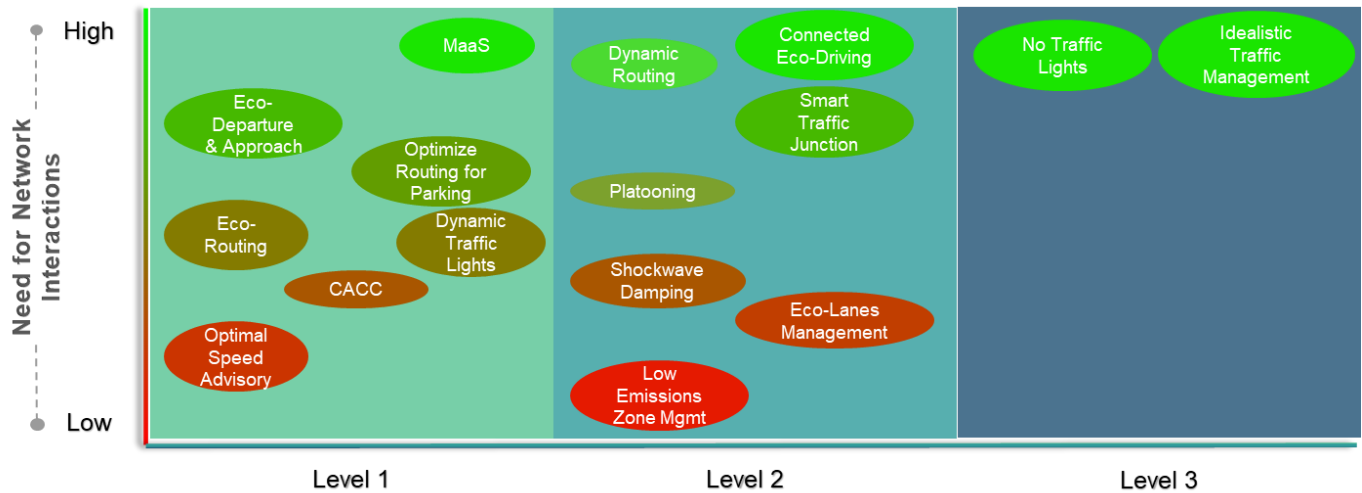 High
Need for Network
Interactions
Low
MaaS
Eco-
Departure
& Approach
Optimize
Routing for
Parking
Eco-
Routing
Dynamic
Traffic
Lights
CACC
Optimal
Speed
Advisory
Dynamic
Routing
Connected
Eco-Driving
Smart
Traffic
Junction
Platooning
Shockwave
Damping
Eco-Lanes
Management
Low
Emissions
Zone Mgmt
No Traffic
Lights
Idealistic
Traffic
Management
Level 1
Level 2
Level 3